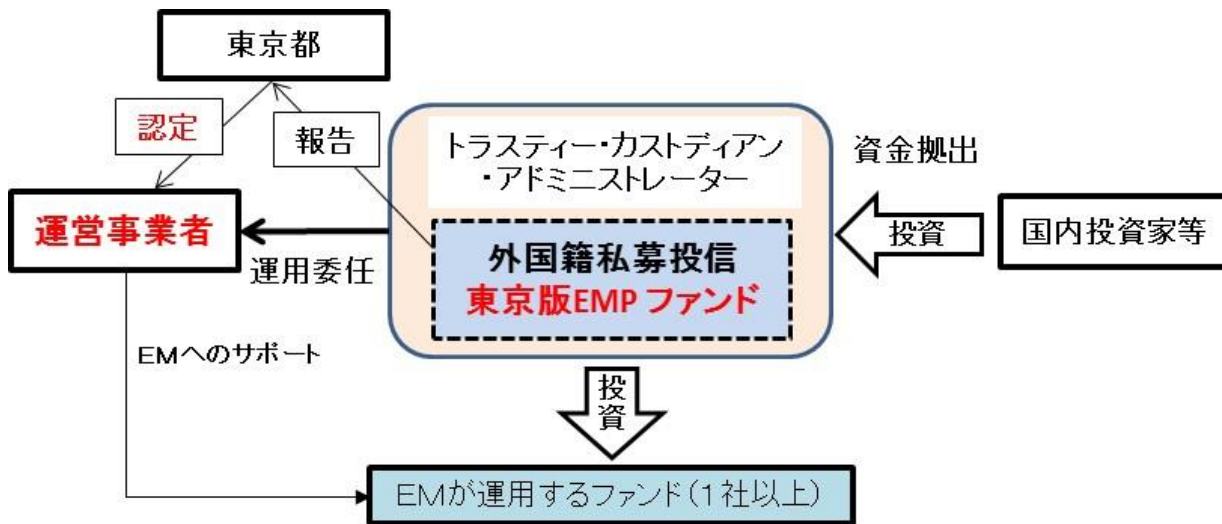 東京都
認定
報告
トラスティー・カストディアン
・アドミニストレーター
資金拠出
運営事業者
運用委任
外国籍私募投信
東京版EMP ファンド
投資
国内投資家等
EMへのサポート
投資
EMが運用するファンド(1社以上)